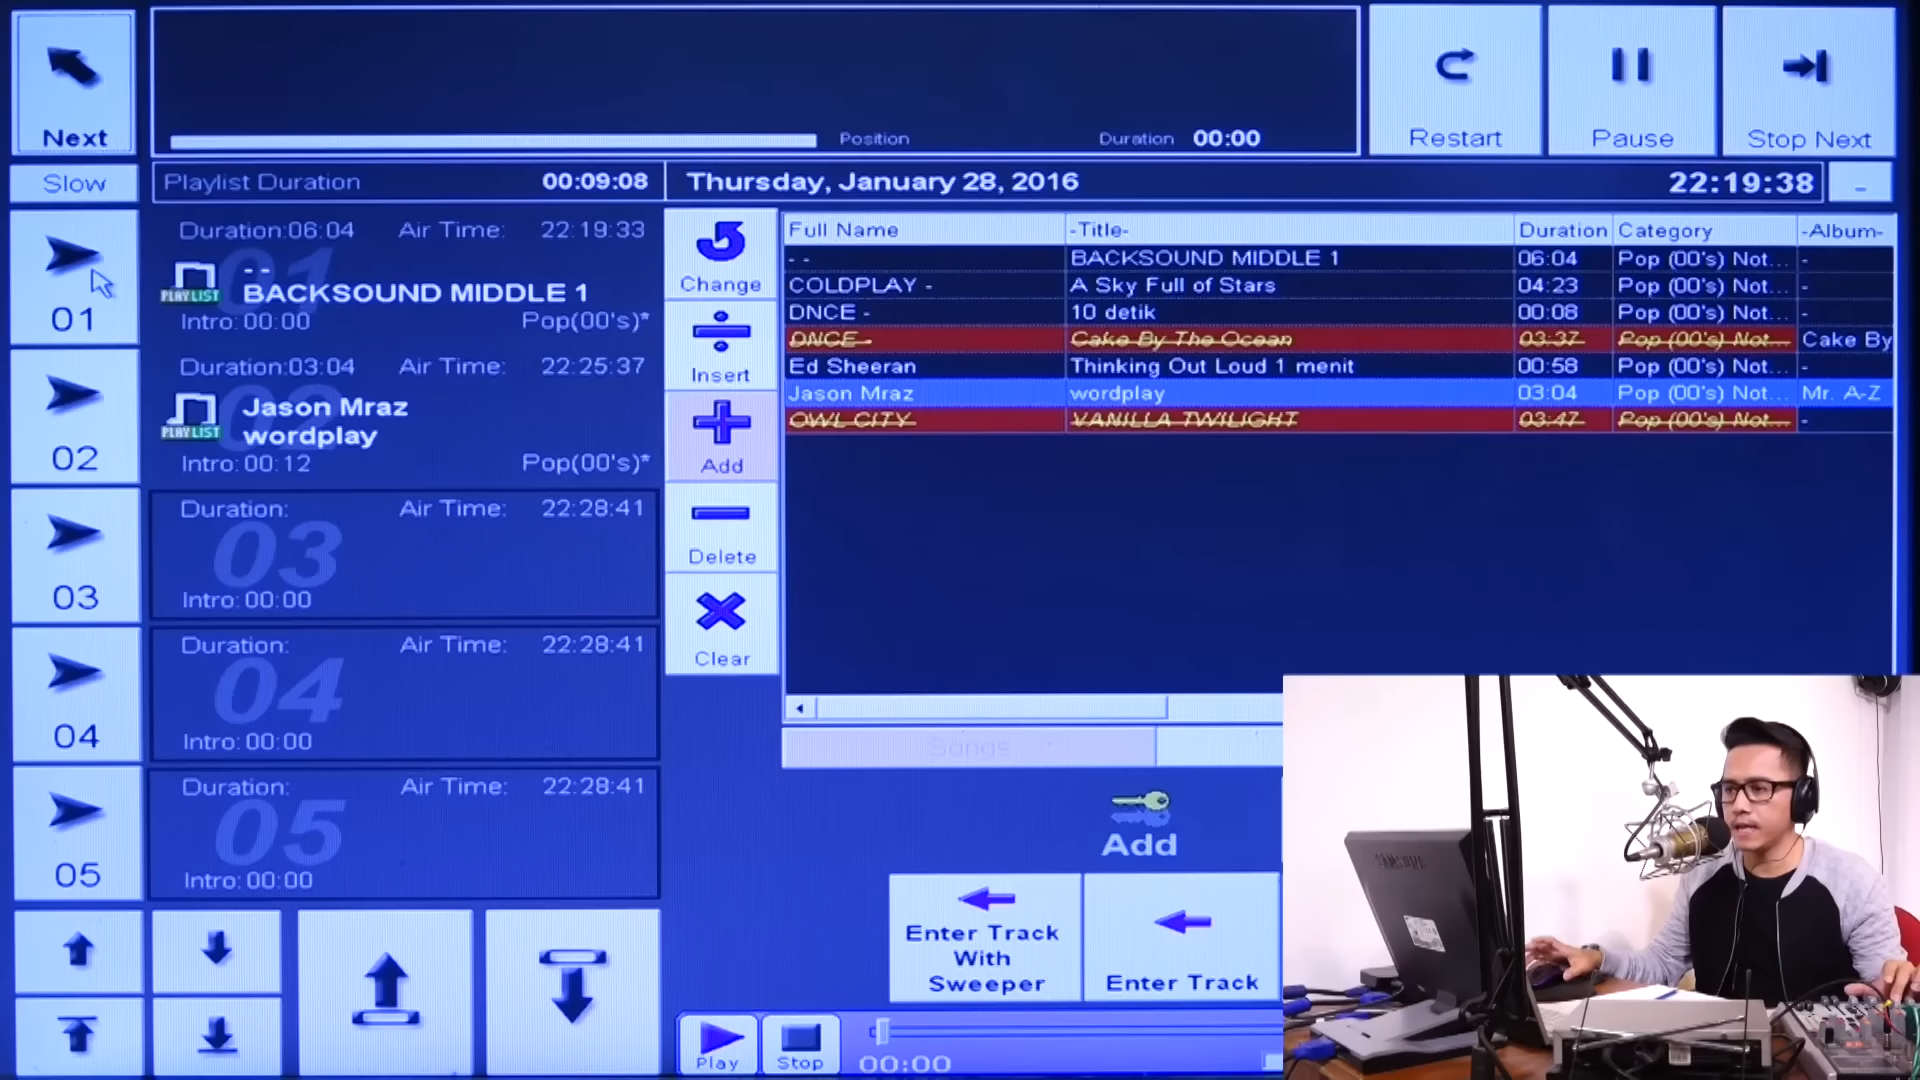 Next
Position
Duration 00:00
Restart
Pause
Stop Next
Slow
Playlist Duration 00:09:08
Thursday, January 28, 2016
22:19:38
-
01
Duration:06:04 Air Time: 22:19:33
01
PLAYLIST
- -
BACKSOUND MIDDLE 1
Intro: 00:00 Pop(00's)*
02
Duration:03:04 Air Time: 22:25:37
02
PLAYLIST
Jason Mraz
wordplay
Intro: 00:12 Pop(00's)*
03
Duration: Air Time: 22:28:41
03
Intro: 00:00
04
Duration: Air Time: 22:28:41
04
Intro: 00:00
05
Duration: Air Time: 22:28:41
05
Intro: 00:00
Change
Insert
Add
Delete
Clear
Full Name -Title- Duration Category -Album-
- - BACKSOUND MIDDLE 1 06:04 Pop (00's) Not... -
COLDPLAY - A Sky Full of Stars 04:23 Pop (00's) Not... -
DNCE - 10 detik 00:08 Pop (00's) Not... -
DNCE - Cake By The Ocean 03:37 Pop (00's) Not... Cake By
Ed Sheeran Thinking Out Loud 1 menit 00:58 Pop (00's) Not... -
Jason Mraz wordplay 03:04 Pop (00's) Not... Mr. A-Z
OWL CITY VANILLA TWILIGHT 03:47 Pop (00's) Not... -
Songs
Add
Enter Track
With
Sweeper
Enter Track
Play
Stop
00:00
SAMSUNG